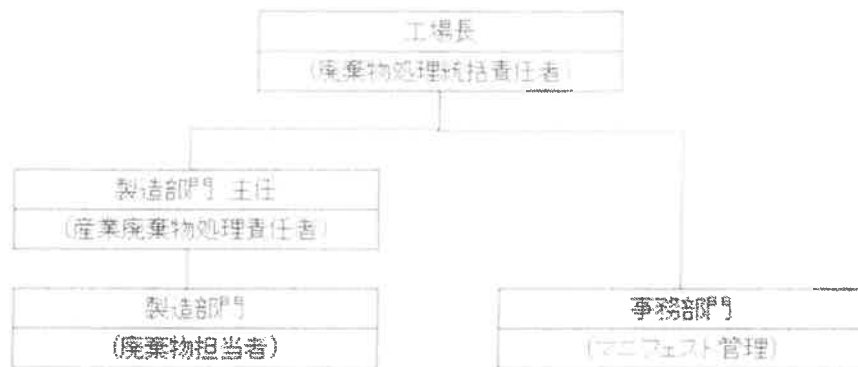 工場長
(廃棄物処理統括責任者)
製造部門 主任
(産業廃棄物処理責任者)
製造部門
(廃棄物担当者)
事務部門
(マニフェスト管理)